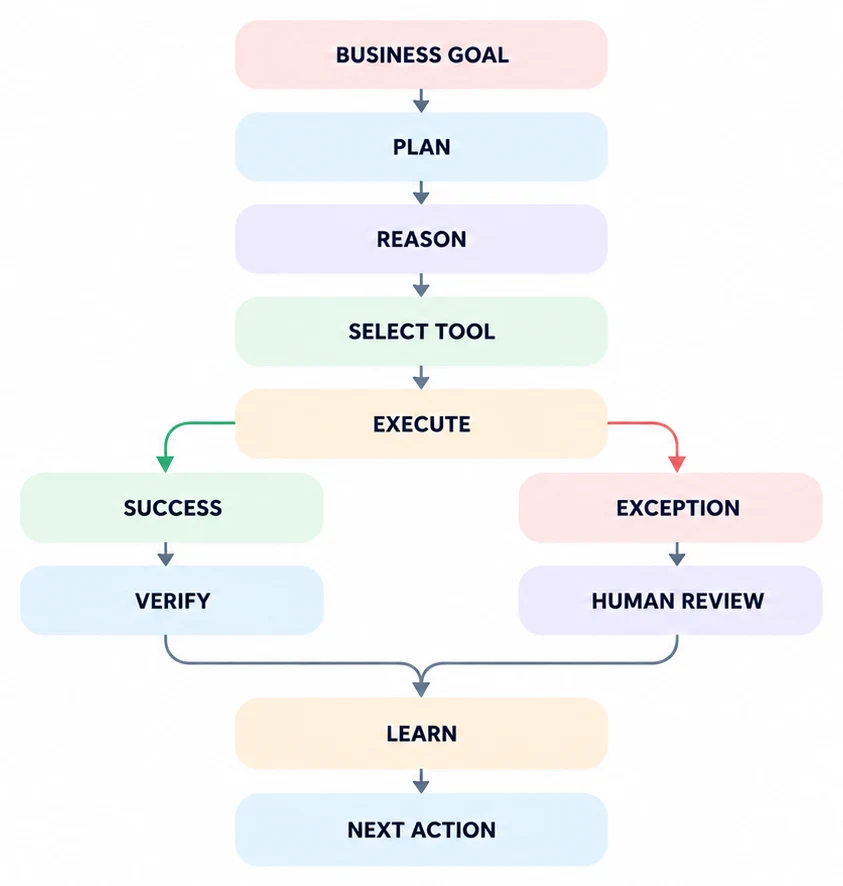 BUSINESS GOAL
PLAN
REASON
SELECT TOOL
EXECUTE
SUCCESS
EXCEPTION
VERIFY
HUMAN REVIEW
LEARN
NEXT ACTION